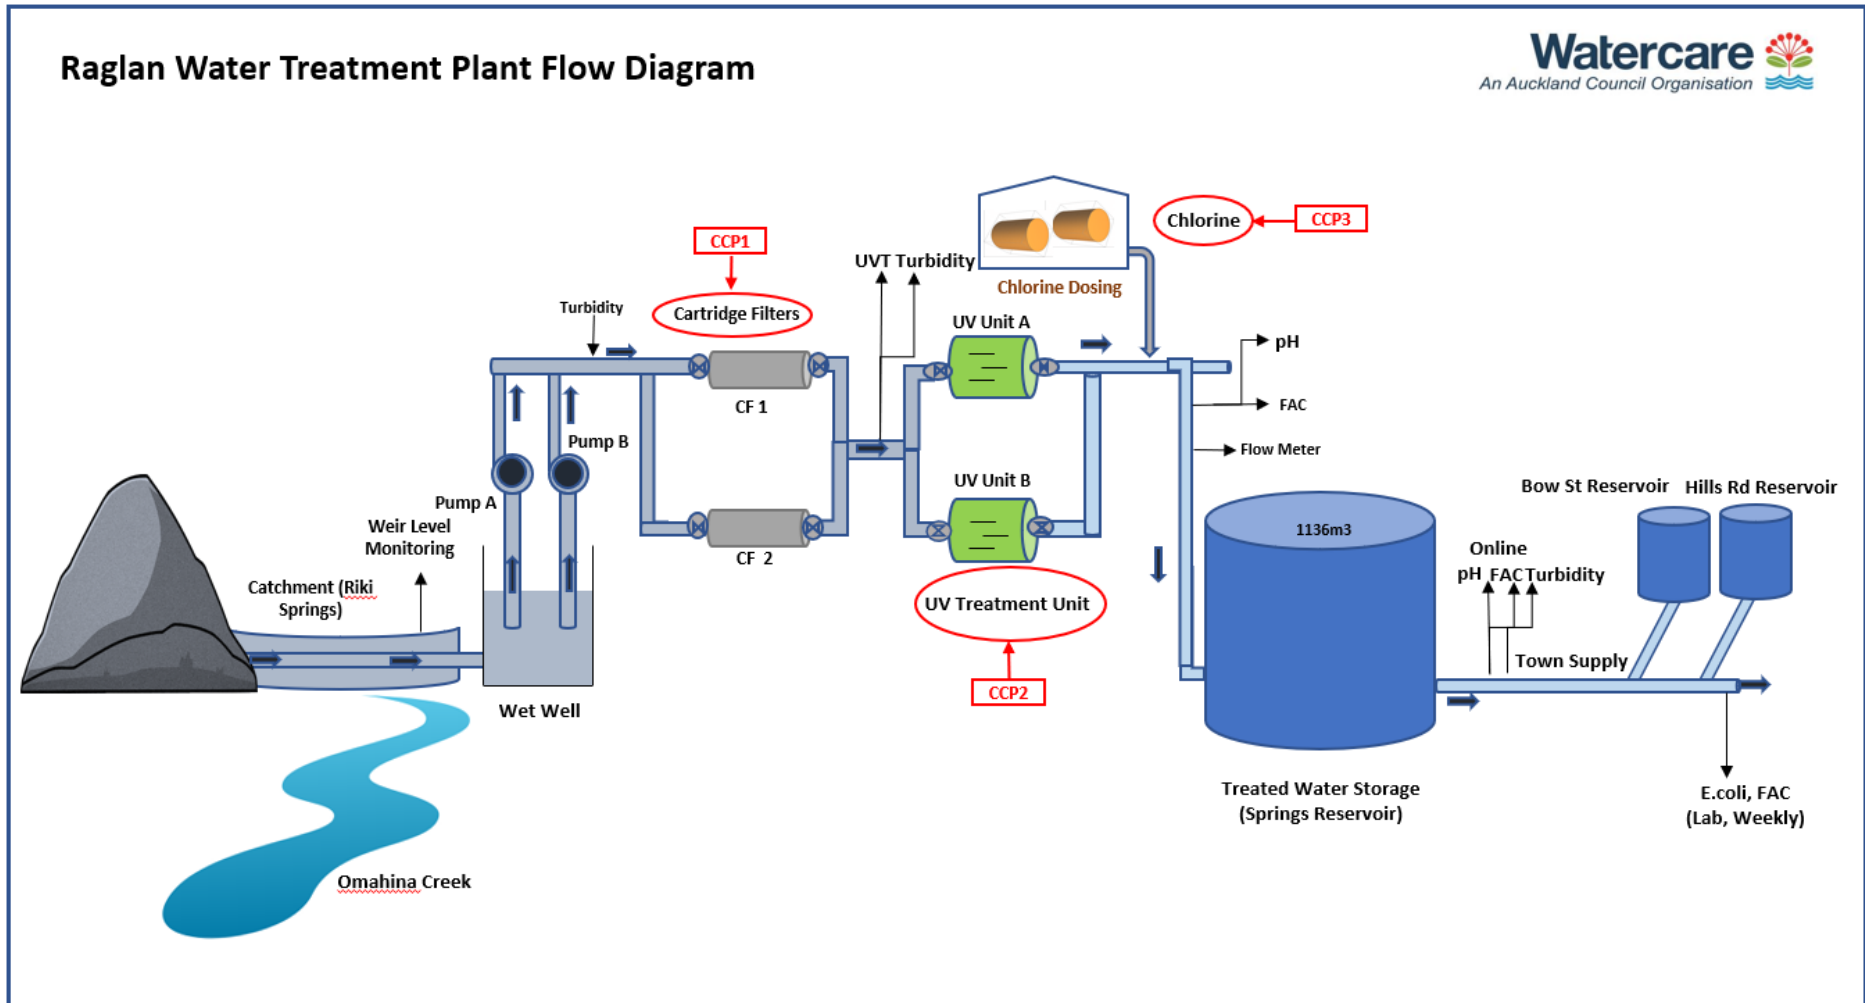 Raglan Water Treatment Plant Flow Diagram
Watercare
An Auckland Council Organisation
CCP1
Cartridge Filters
Turbidity
UVT Turbidity
Chlorine Dosing
Chlorine
CCP3
UV Unit A
pH
FAC
Flow Meter
CF 1
Pump B
Pump A
Weir Level
Monitoring
Catchment (Riki
Springs)
CF 2
UV Unit B
UV Treatment Unit
CCP2
Wet Well
Omahina Creek
1136m3
Treated Water Storage
(Springs Reservoir)
Bow St Reservoir
Hills Rd Reservoir
Online
pH FAC Turbidity
Town Supply
E.coli, FAC
(Lab, Weekly)